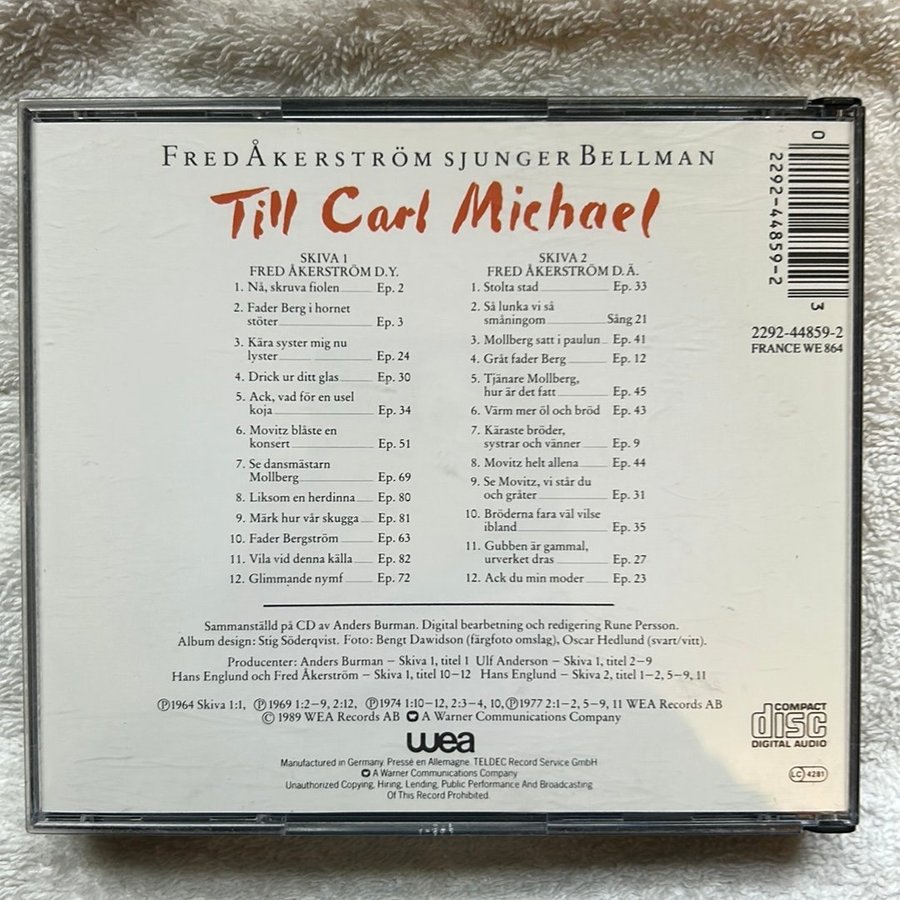 FRED ÅKERSTRÖM SJUNGER BELLMAN
Till Carl Michael
SKIVA 1
FRED ÅKERSTRÖM D.Y.
1. Nå, skruva fiolen Ep. 2
2. Fader Berg i hornet
stöter Ep. 3
3. Kära syster mig nu
lyster Ep. 24
4. Drick ur ditt glas Ep. 30
5. Ack, vad för en usel
koja Ep. 34
6. Movitz blåste en
konsert Ep. 51
7. Se dansmästarn
Mollberg Ep. 69
8. Liksom en herdinna Ep. 80
9. Märk hur vår skugga Ep. 81
10. Fader Bergström Ep. 63
11. Vila vid denna källa Ep. 82
12. Glimmande nymf Ep. 72
SKIVA 2
FRED ÅKERSTRÖM D.Ä.
1. Stolta stad Ep. 33
2. Så lunka vi så
småningom Sång 21
3. Mollberg satt i paulun Ep. 41
4. Gråt fader Berg Ep. 12
5. Tjänare Mollberg,
hur är det fatt Ep. 45
6. Värm mer öl och bröd Ep. 43
7. Käraste bröder,
systrar och vänner Ep. 9
8. Movitz helt allena Ep. 44
9. Se Movitz, vi står du
och gråter Ep. 31
10. Bröderna fara väl vilse
ibland Ep. 35
11. Gubben är gammal,
urverket dras Ep. 27
12. Ack du min moder Ep. 23
0
2292-44859-2
3
2292-44859-2
FRANCE WE 864
Sammanställd på CD av Anders Burman. Digital bearbetning och redigering Rune Persson.
Album design: Stig Söderqvist. Foto: Bengt Dawidson (färgfoto omslag), Oscar Hedlund (svart/vitt).
Producenter: Anders Burman – Skiva 1, titel 1 Ulf Anderson – Skiva 1, titel 2–9
Hans Englund och Fred Åkerström – Skiva 1, titel 10–12 Hans Englund – Skiva 2, titel 1–2, 5–9, 11
Ⓟ1964 Skiva 1:1, Ⓟ1969 1:2–9, 2:12, Ⓟ1974 1:10–12, 2:3–4, 10, Ⓟ1977 2:1–2, 5–9, 11 WEA Records AB
© 1989 WEA Records AB A Warner Communications Company
wea
Manufactured in Germany. Pressé en Allemagne. TELDEC Record Service GmbH
A Warner Communications Company
Unauthorized Copying, Hiring, Lending, Public Performance And Broadcasting
Of This Record Prohibited.
COMPACT
disc
DIGITAL AUDIO
LC 4281